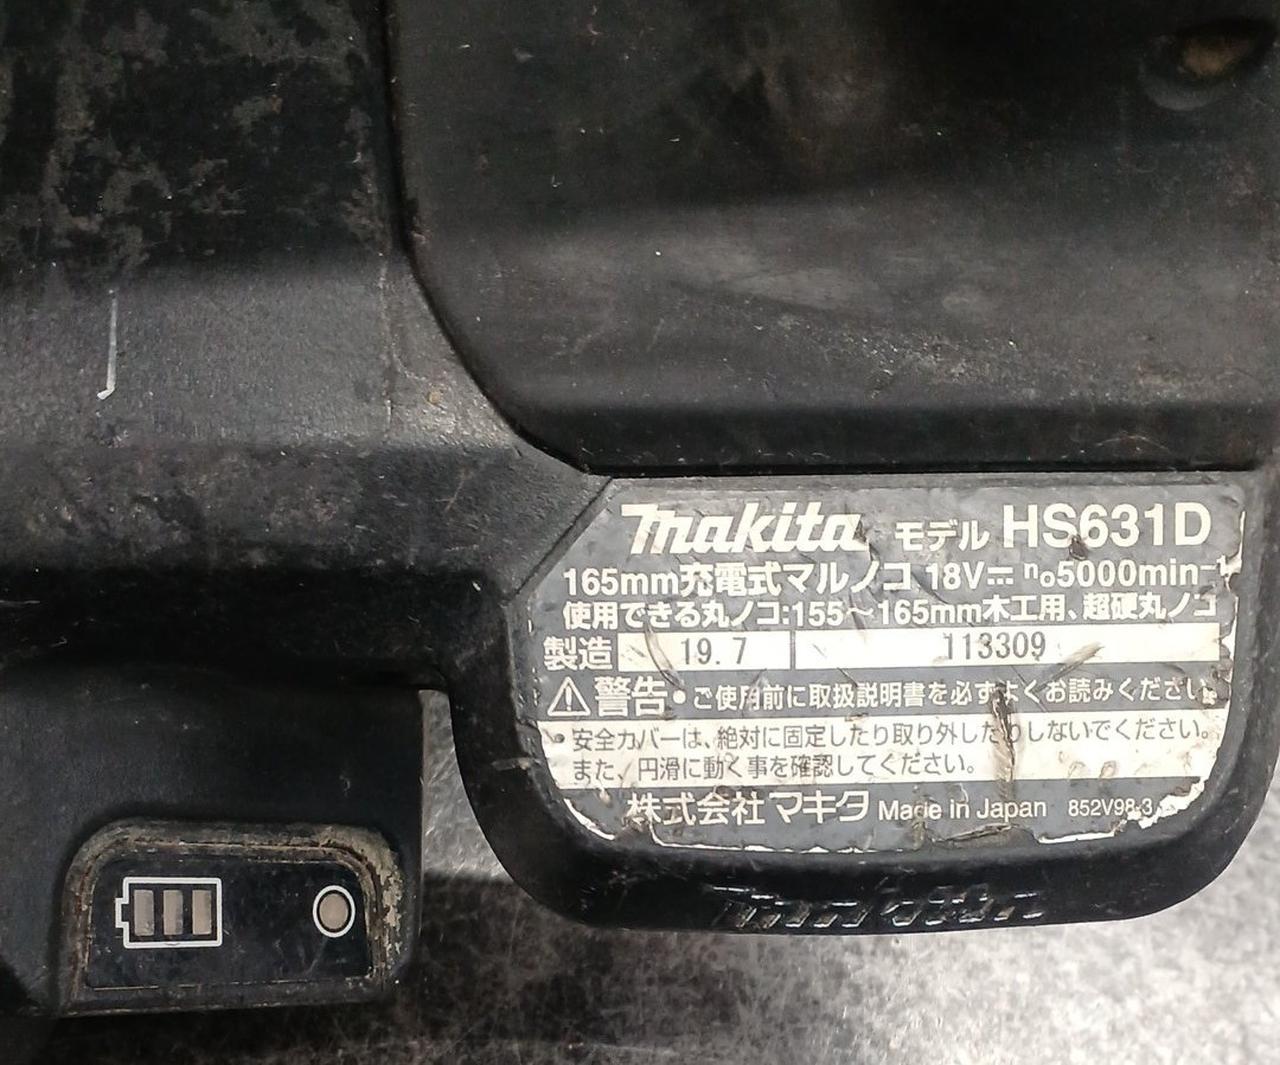 makita モデル HS631D
165mm充電式マルノコ 18V⎓ n₀5000min⁻¹
使用できる丸ノコ:155～165mm木工用、超硬丸ノコ
製造 19.7 113309
⚠警告・ご使用前に取扱説明書を必ずよくお読みください。
・安全カバーは、絶対に固定したり取り外したりしないでください。
また、円滑に動く事を確認してください。
株式会社マキタ Made in Japan 852V98-3
makita